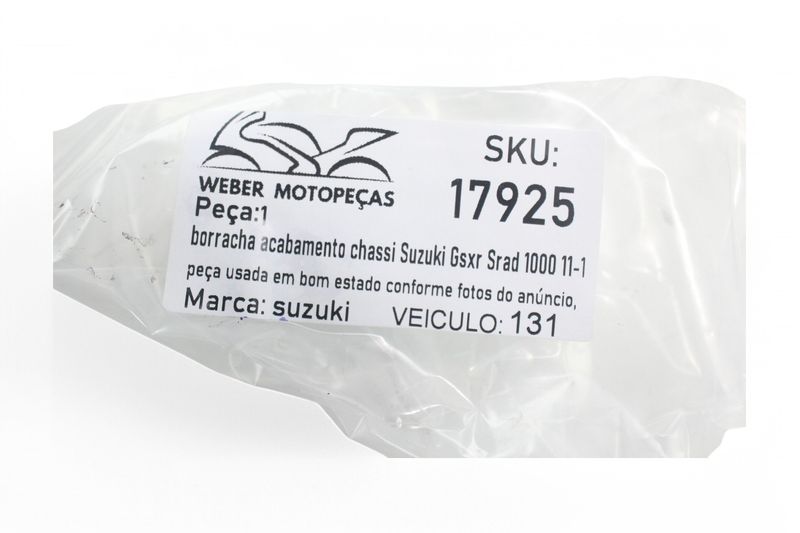 WEBER MOTOPEÇAS
SKU:
17925
Peça:1
borracha acabamento chassi Suzuki Gsxr Srad 1000 11-1
peça usada em bom estado conforme fotos do anúncio,
Marca: suzuki
VEICULO: 131